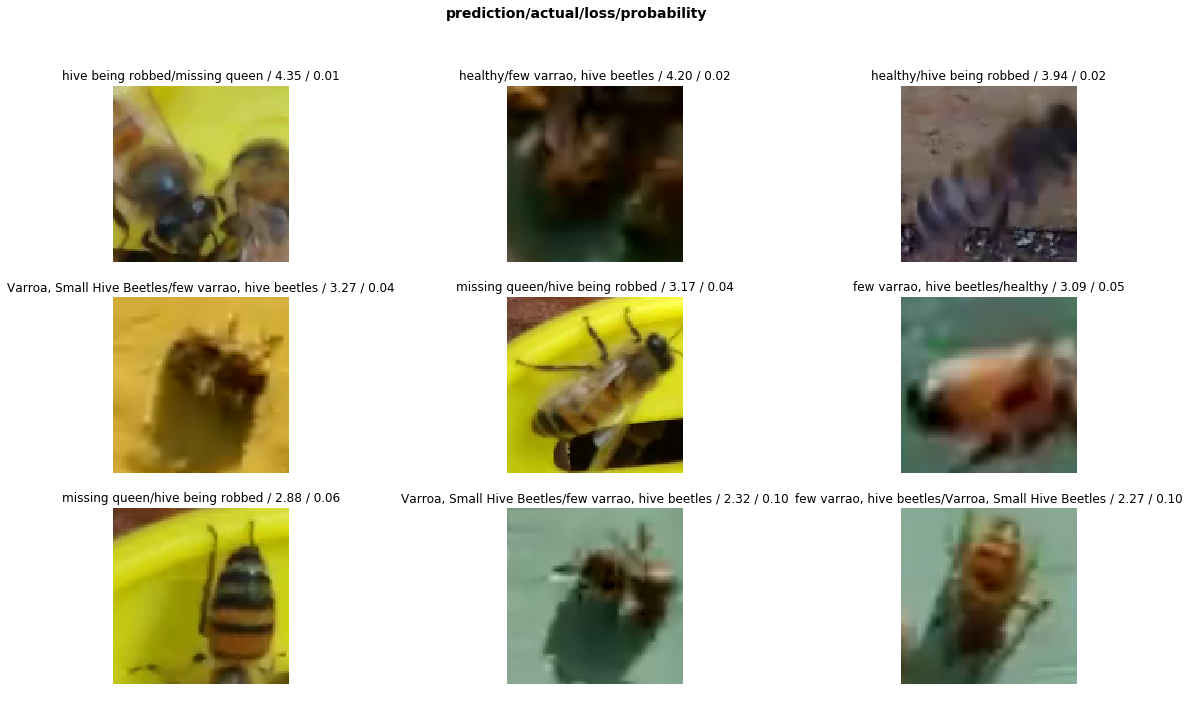 prediction/actual/loss/probability
hive being robbed/missing queen / 4.35 / 0.01
healthy/few varrao, hive beetles / 4.20 / 0.02
healthy/hive being robbed / 3.94 / 0.02
Varroa, Small Hive Beetles/few varrao, hive beetles / 3.27 / 0.04
missing queen/hive being robbed / 3.17 / 0.04
few varrao, hive beetles/healthy / 3.09 / 0.05
missing queen/hive being robbed / 2.88 / 0.06
Varroa, Small Hive Beetles/few varrao, hive beetles / 2.32 / 0.10
few varrao, hive beetles/Varroa, Small Hive Beetles / 2.27 / 0.10